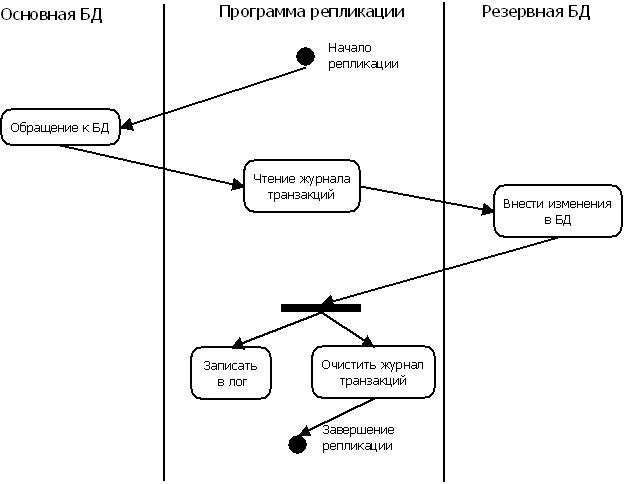 Основная БД
Программа репликации
Резервная БД
Начало
репликации
Обращение к БД
Чтение журнала
транзакций
Внести изменения
в БД
Записать
в лог
Очистить журнал
транзакций
Завершение
репликации